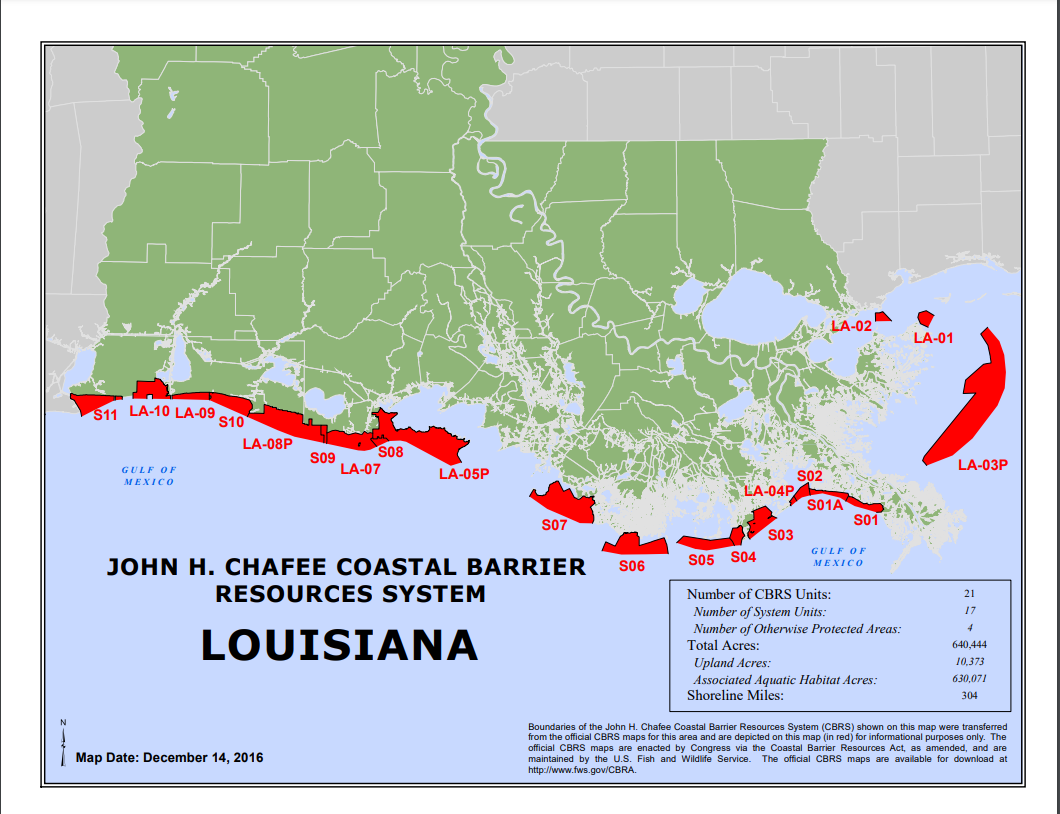 LA-02
LA-01
S11
LA-10
LA-09
S10
LA-08P
S09
LA-07
S08
LA-05P
LA-03P
GULF OF
MEXICO
S07
S06
S05
S04
S03
LA-04P
S02
S01A
S01
GULF OF
MEXICO
JOHN H. CHAFEE COASTAL BARRIER
RESOURCES SYSTEM
LOUISIANA
Number of CBRS Units: 21
Number of System Units: 17
Number of Otherwise Protected Areas: 4
Total Acres: 640,444
Upland Acres: 10,373
Associated Aquatic Habitat Acres: 630,071
Shoreline Miles: 304
N
Map Date: December 14, 2016
Boundaries of the John H. Chafee Coastal Barrier Resources System (CBRS) shown on this map were transferred
from the official CBRS maps for this area and are depicted on this map (in red) for informational purposes only. The
official CBRS maps are enacted by Congress via the Coastal Barrier Resources Act, as amended, and are
maintained by the U.S. Fish and Wildlife Service. The official CBRS maps are available for download at
http://www.fws.gov/CBRA.